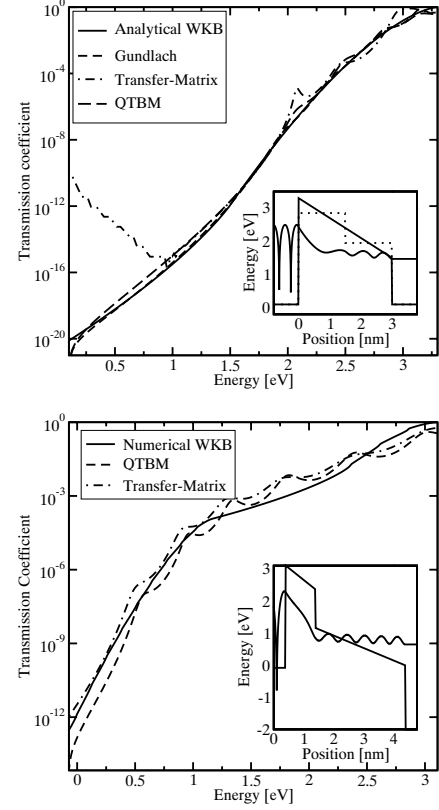 10^0
Analytical WKB
Gundlach
Transfer-Matrix
QTBM
10^-4
10^-8
10^-12
10^-16
10^-20
Transmission coefficient
3
2
1
0
Energy [eV]
0 1 2 3
Position [nm]
0.5 1 1.5 2 2.5 3
Energy [eV]
10^0
Numerical WKB
QTBM
Transfer-Matrix
10^-3
10^-6
10^-9
10^-12
Transmission Coefficient
3
2
1
0
-1
-2
Energy [eV]
0 1 2 3 4
Position [nm]
0 0.5 1 1.5 2 2.5 3
Energy [eV]